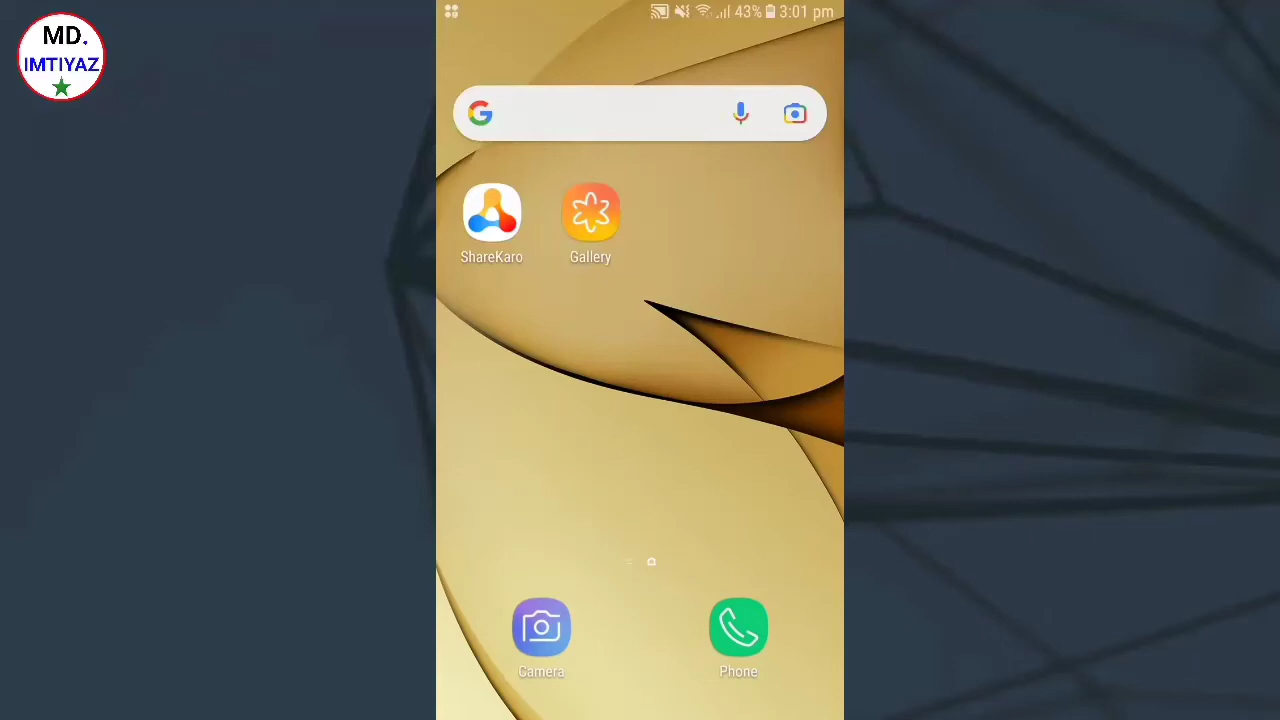 MD.
IMTIYAZ
43% 3:01 pm
ShareKaro
Gallery
Camera
Phone